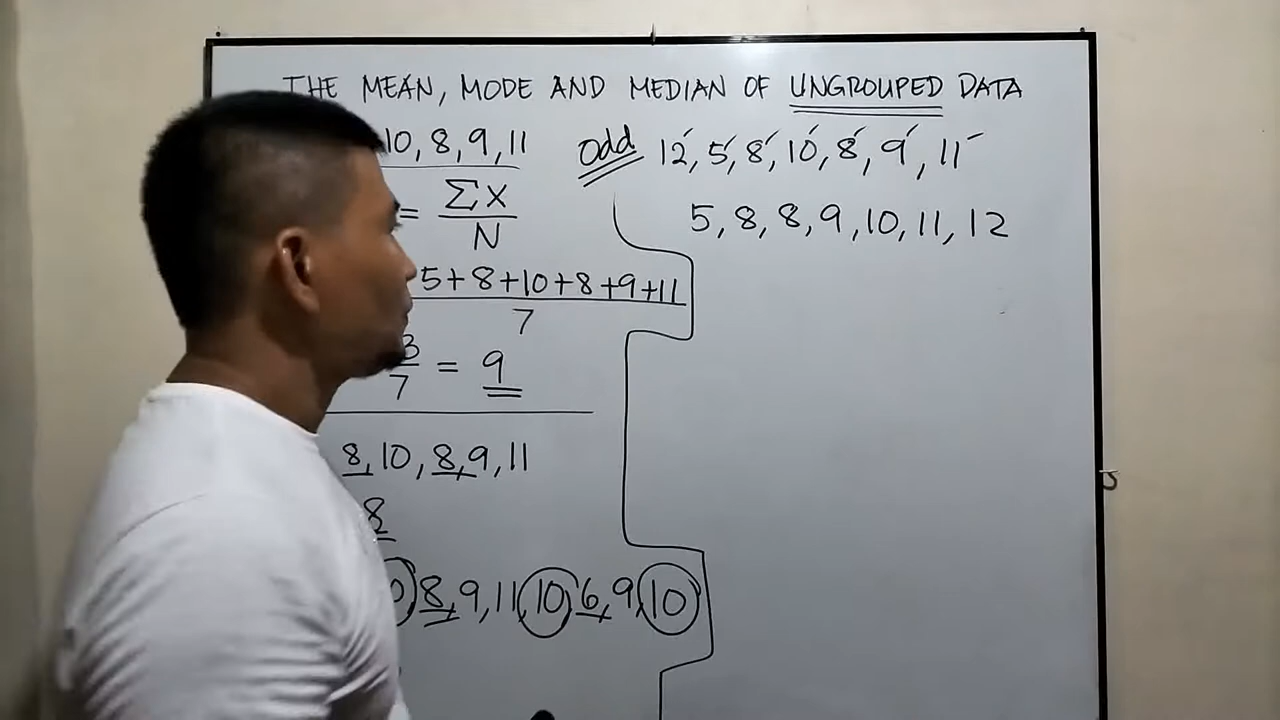 THE MEAN, MODE AND MEDIAN OF UNGROUPED DATA
10, 8, 9, 11
= ΣX / N
5+8+10+8+9+11
7
3/7 = 9
8, 10, 8, 9, 11
8
0 8, 9, 11, 10 6, 9, 10
Odd 12, 5, 8, 10, 8, 9, 11
5, 8, 8, 9, 10, 11, 12